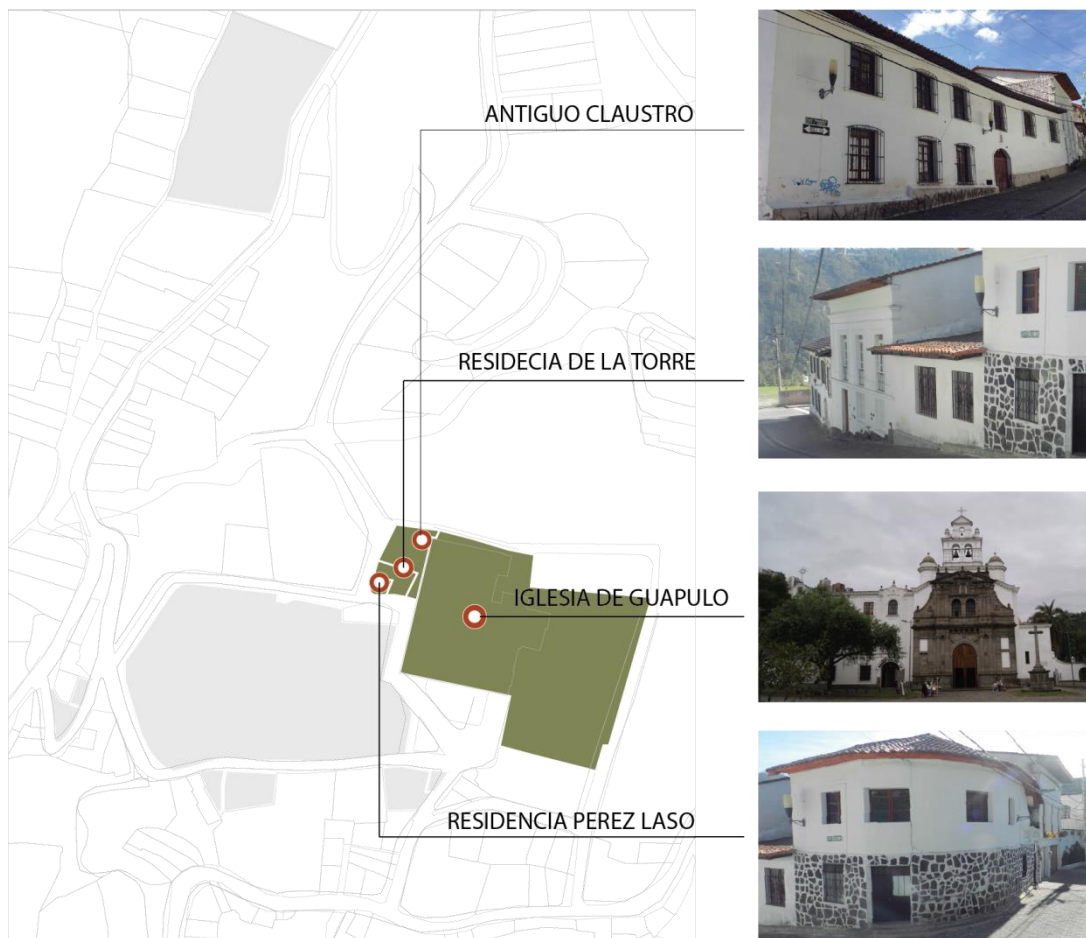 ANTIGUO CLAUSTRO
RESIDECIA DE LA TORRE
IGLESIA DE GUAPULO
RESIDENCIA PEREZ LASO